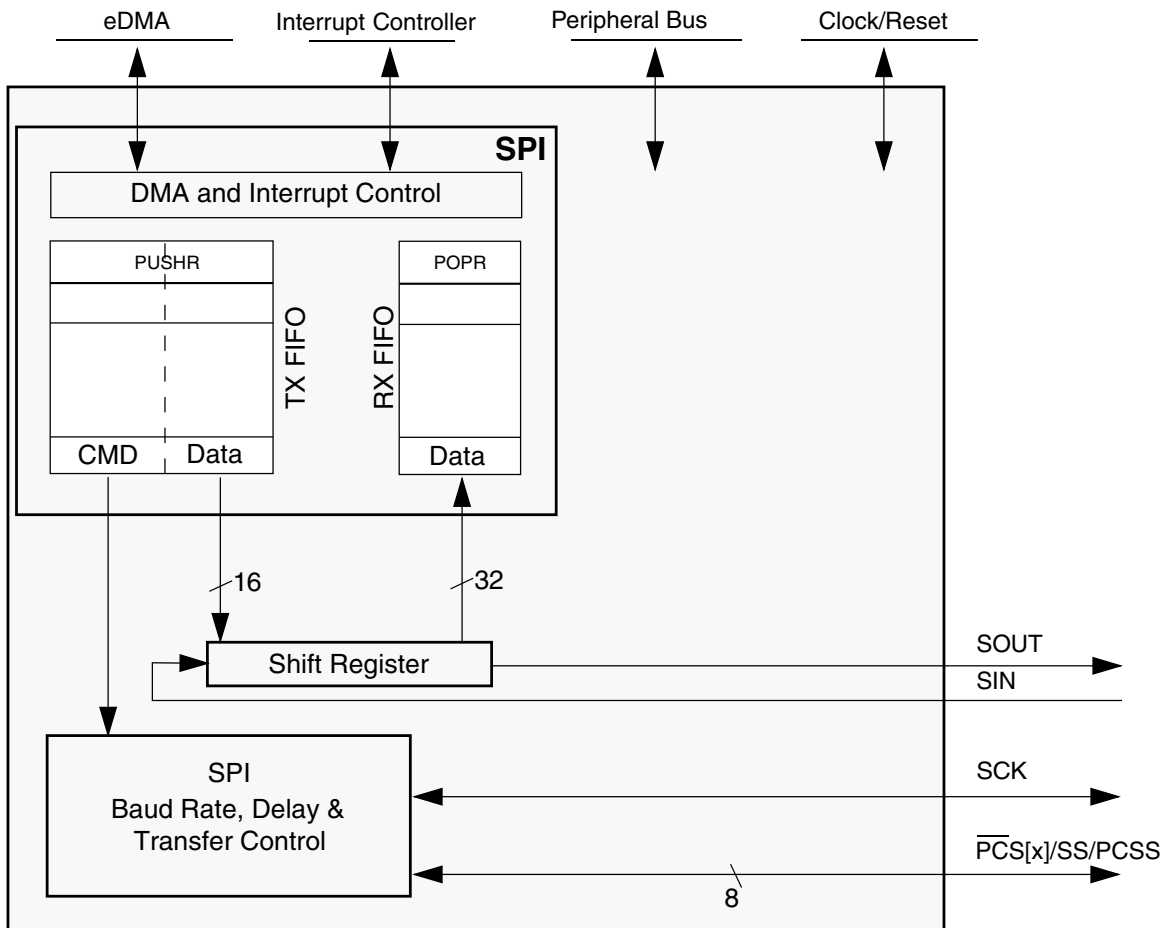 eDMA
Interrupt Controller
Peripheral Bus
Clock/Reset
SPI
DMA and Interrupt Control
PUSHR
POPR
TX FIFO
RX FIFO
CMD
Data
Data
16
32
Shift Register
SOUT
SIN
SPI
Baud Rate, Delay &
Transfer Control
SCK
PCS[x]/SS/PCSS
8